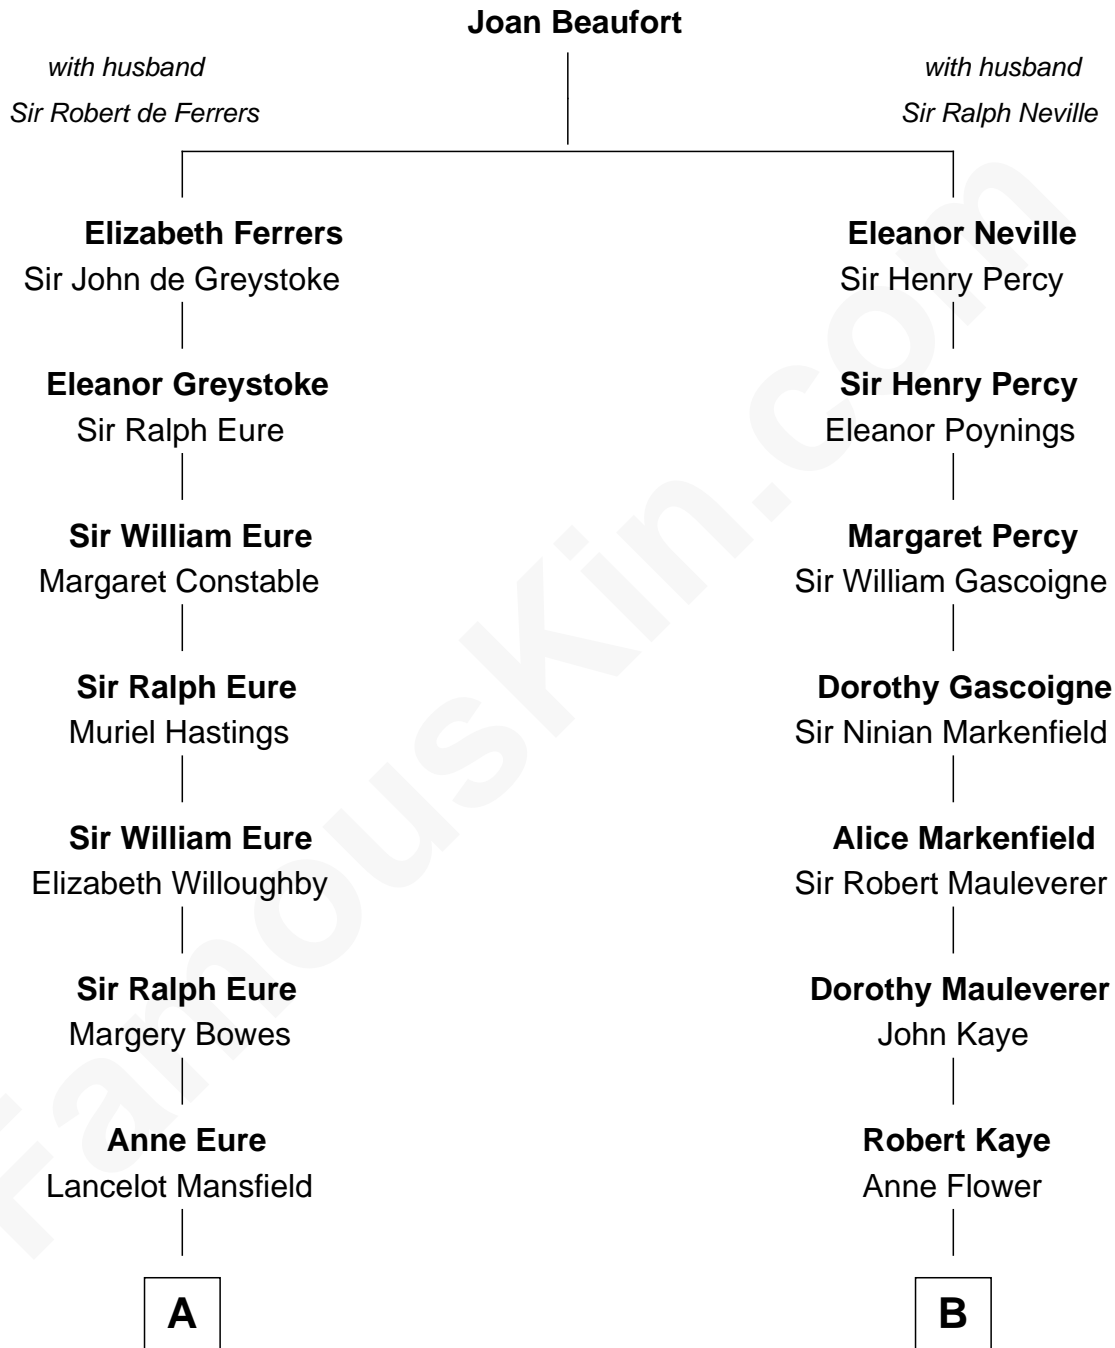 Joan Beaufort
with husband
Sir Robert de Ferrers
with husband
Sir Ralph Neville
Elizabeth Ferrers
Sir John de Greystoke
Eleanor Neville
Sir Henry Percy
Eleanor Greystoke
Sir Ralph Eure
Sir Henry Percy
Eleanor Poynings
Sir William Eure
Margaret Constable
Margaret Percy
Sir William Gascoigne
Sir Ralph Eure
Muriel Hastings
Dorothy Gascoigne
Sir Ninian Markenfield
Sir William Eure
Elizabeth Willoughby
Alice Markenfield
Sir Robert Mauleverer
Sir Ralph Eure
Margery Bowes
Dorothy Mauleverer
John Kaye
Anne Eure
Lancelot Mansfield
Robert Kaye
Anne Flower
A
B
FamousKin.com